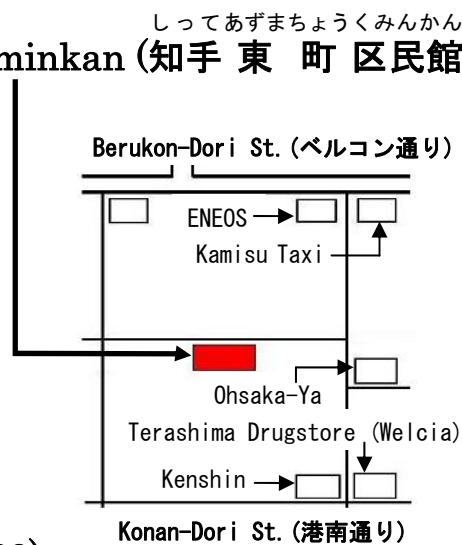 しってあずまちょうくみんかん
minkan (知手 東 町 区民館
Berukon-Dori St. (ベルコン通り)
ENEOS
Kamisu Taxi
Ohsaka-Ya
Terashima Drugstore (Welcia)
Kenshin
Konan-Dori St. (港南通り)